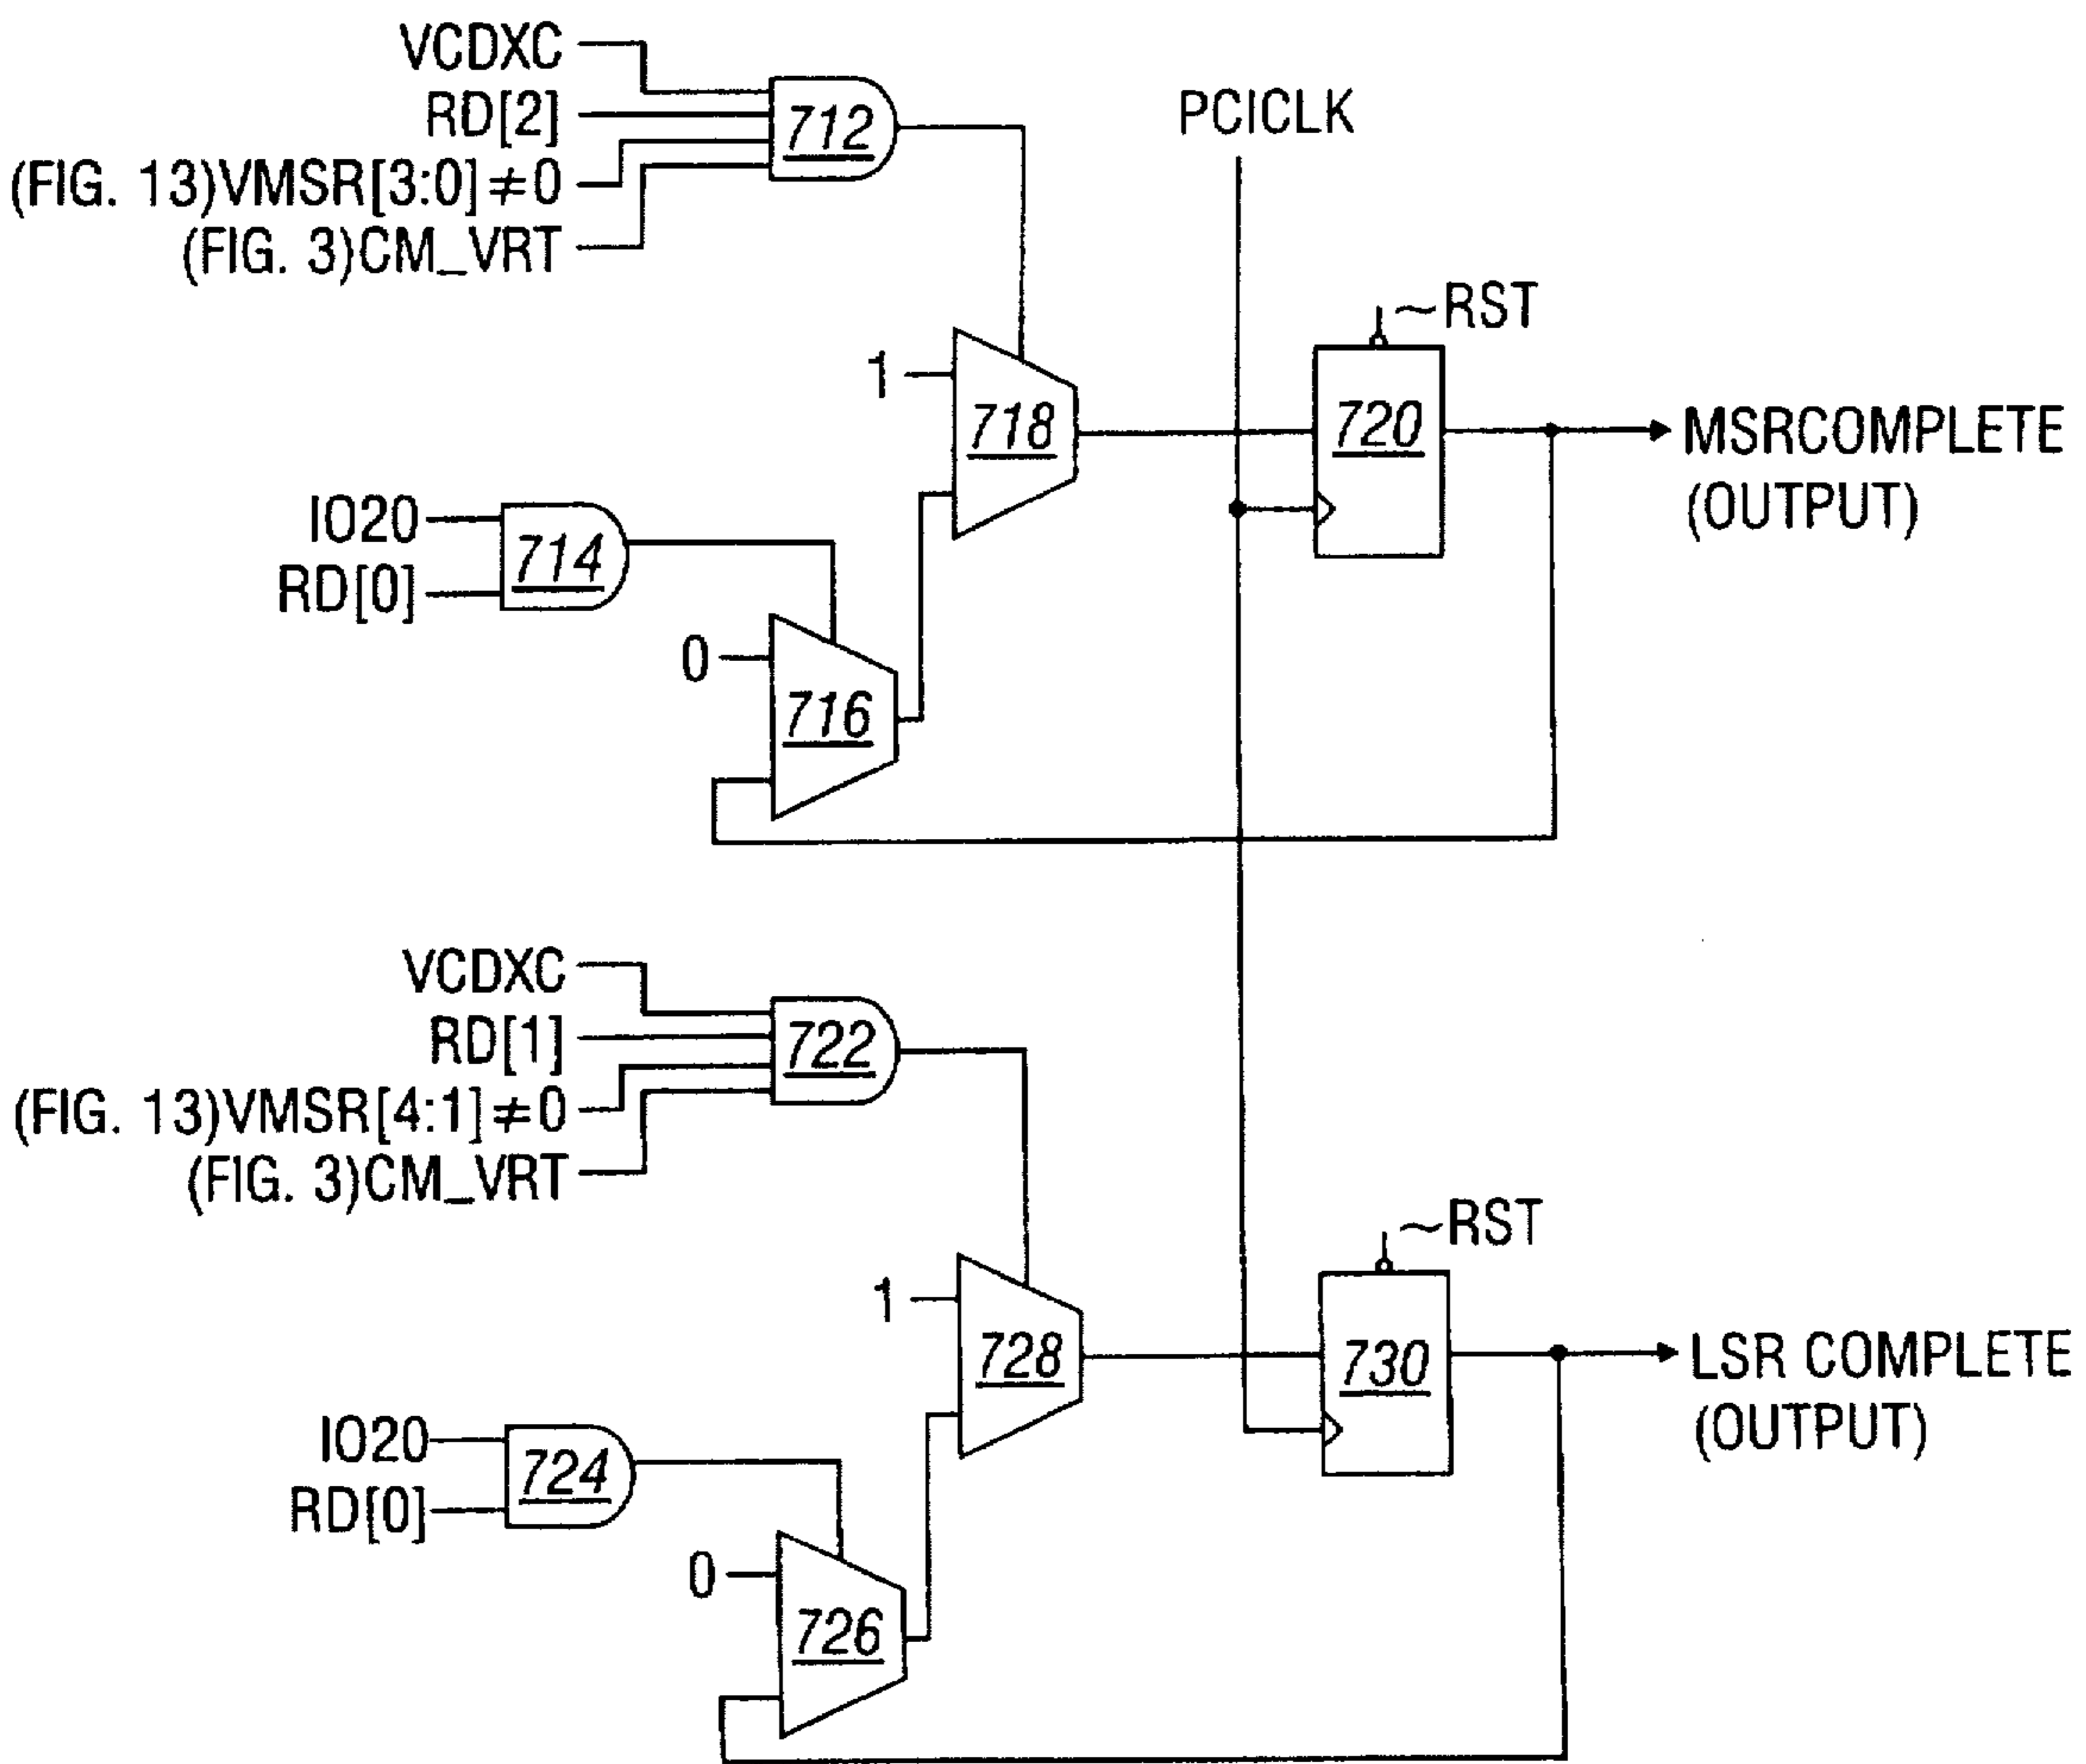 VCDXC
RD[2]
(FIG. 13)VMSR[3:0]≠0
(FIG. 3)CM_VRT
712
PCICLK
~RST
1
718
720
MSRCOMPLETE
(OUTPUT)
IO20
RD[0]
714
0
716
VCDXC
RD[1]
(FIG. 13)VMSR[4:1]≠0
(FIG. 3)CM_VRT
722
~RST
1
728
730
LSR COMPLETE
(OUTPUT)
IO20
RD[0]
724
0
726